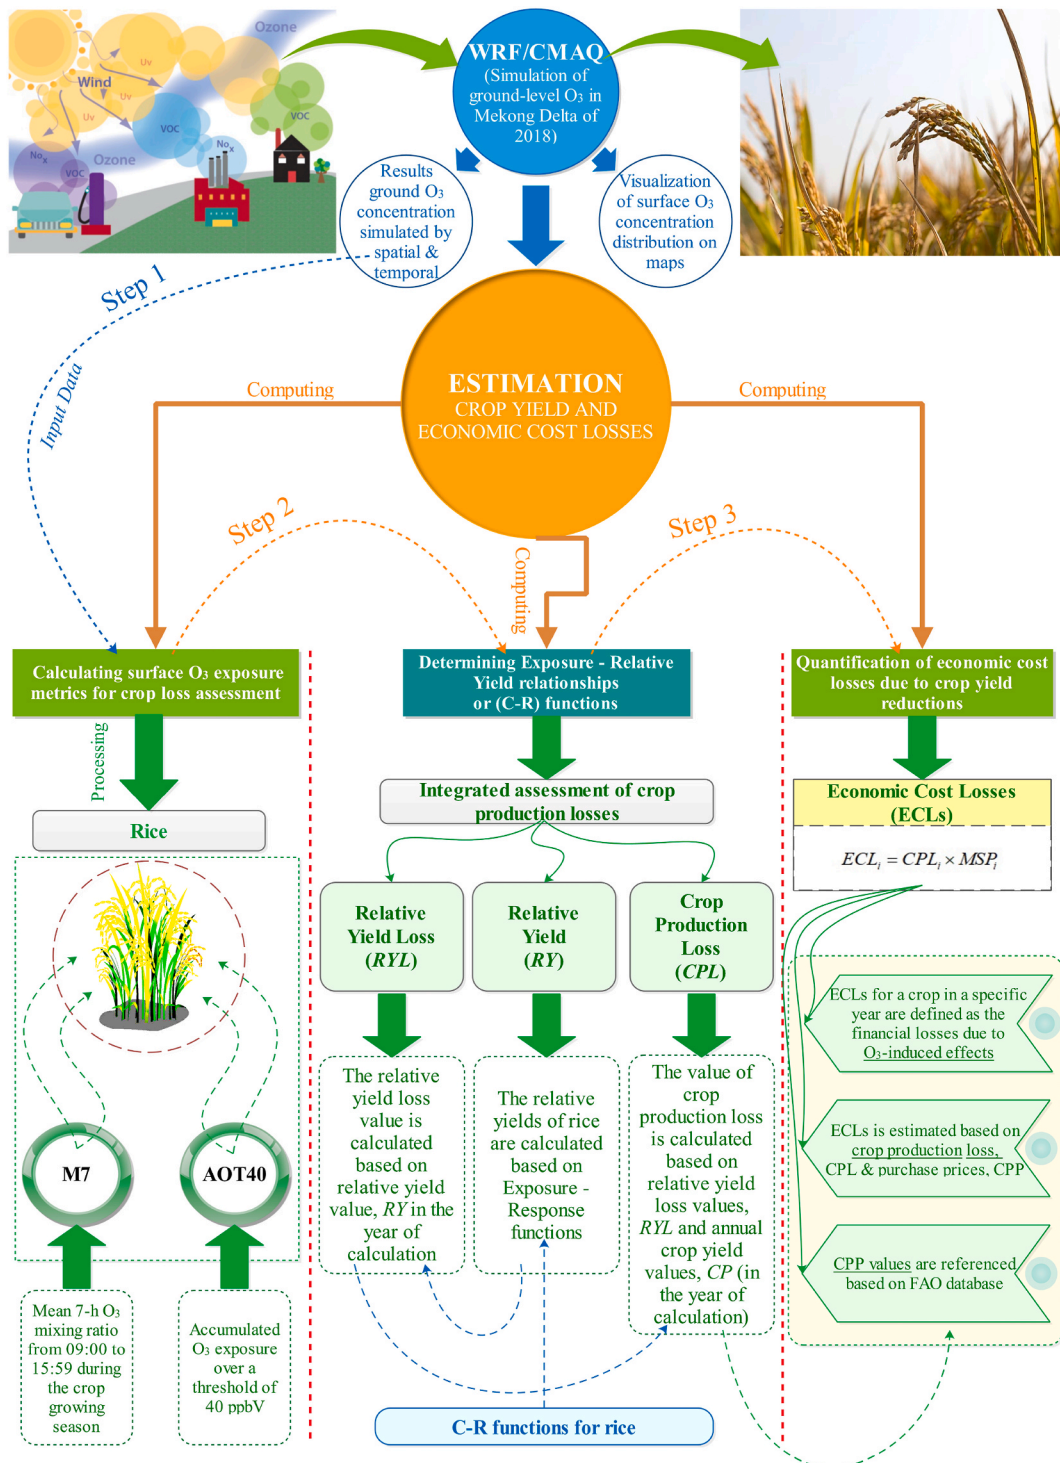 Ozone
Uv
Wind
Uv
Uv
VOC
VOC
Nox
Nox
Ozone
VOC
WRF/CMAQ
(Simulation of
ground-level O3 in
Mekong Delta of
2018)
Results
ground O3
concentration
simulated by
spatial &
temporal
Visualization
of surface O3
concentration
distribution on
maps
Step 1
Input Data
ESTIMATION
CROP YIELD AND
ECONOMIC COST LOSSES
Computing
Computing
Step 2
Step 3
Computing
Calculating surface O3 exposure
metrics for crop loss assessment
Determining Exposure - Relative
Yield relationships
or (C-R) functions
Quantification of economic cost
losses due to crop yield
reductions
Processing
Rice
M7
AOT40
Mean 7-h O3
mixing ratio
from 09:00 to
15:59 during
the crop
growing
season
Accumulated
O3 exposure
over a
threshold of
40 ppbV
Integrated assessment of crop
production losses
Relative
Yield Loss
(RYL)
Relative
Yield
(RY)
Crop
Production
Loss
(CPL)
The relative
yield loss
value is
calculated
based on
relative yield
value, RY in the
year of
calculation
The relative
yields of rice
are calculated
based on
Exposure -
Response
functions
The value of
crop
production loss
is calculated
based on
relative yield
loss values,
RYL and annual
crop yield
values, CP (in
the year of
calculation)
C-R functions for rice
Economic Cost Losses
(ECLs)
ECLi = CPLi × MSPi
ECLs for a crop in a specific
year are defined as the
financial losses due to
O3-induced effects
ECLs is estimated based on
crop production loss,
CPL & purchase prices, CPP
CPP values are referenced
based on FAO database